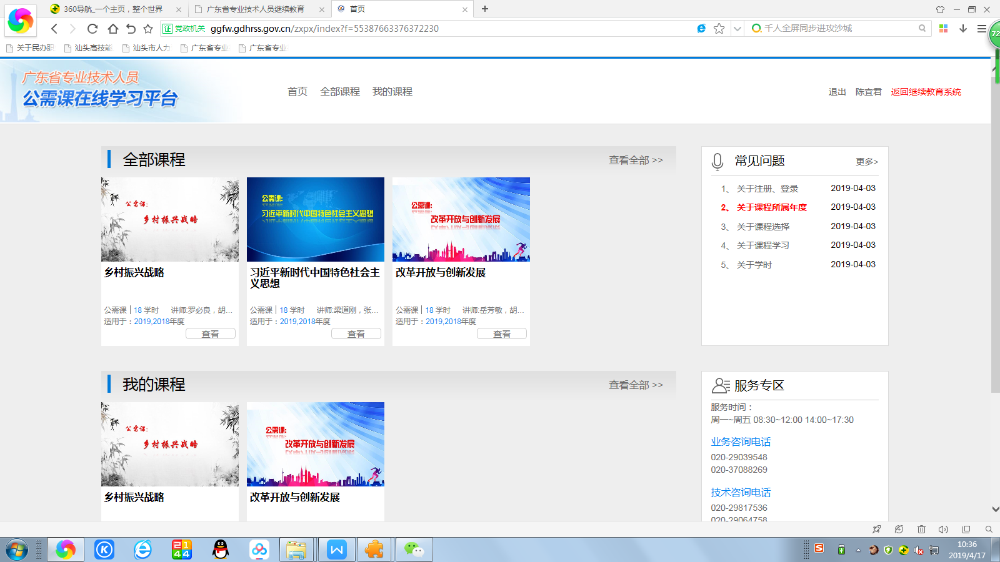 360导航_一个主页，整个世界
广东省专业技术人员继续教育
首页
证 党政机关 ggfw.gdhrss.gov.cn/zxpx/index?f=55387663376372230
千人全屏同步进攻沙城
72
关于民办职
汕头高技能
汕头市人力
广东省专业
广东省专业
广东省专业技术人员
公需课在线学习平台
首页 全部课程 我的课程
退出 陈宜君 返回继续教育系统
全部课程
查看全部 >>
公需课:
乡村振兴战略
乡村振兴战略
公需课 | 18 学时 讲师:罗必良，胡...
适用于：2019,2018年度
查看
公需课:
习近平新时代中国特色社会主义思想
习近平新时代中国特色社会主
义思想
公需课 | 18 学时 讲师:梁道刚，张...
适用于：2019,2018年度
查看
公需课:
改革开放与创新发展
改革开放与创新发展
公需课 | 18 学时 讲师:岳芳敏，胡...
适用于：2019,2018年度
查看
常见问题
更多>
1、 关于注册、登录 2019-04-03
2、 关于课程所属年度 2019-04-03
3、 关于课程选择 2019-04-03
4、 关于课程学习 2019-04-03
5、 关于学时 2019-04-03
我的课程
查看全部 >>
公需课:
乡村振兴战略
乡村振兴战略
公需课:
改革开放与创新发展
改革开放与创新发展
服务专区
服务时间：
周一~周五 08:30~12:00 14:00~17:30
业务咨询电话
020-29039548
020-37088269
技术咨询电话
020-29817536
020-29064758
10:36
2019/4/17